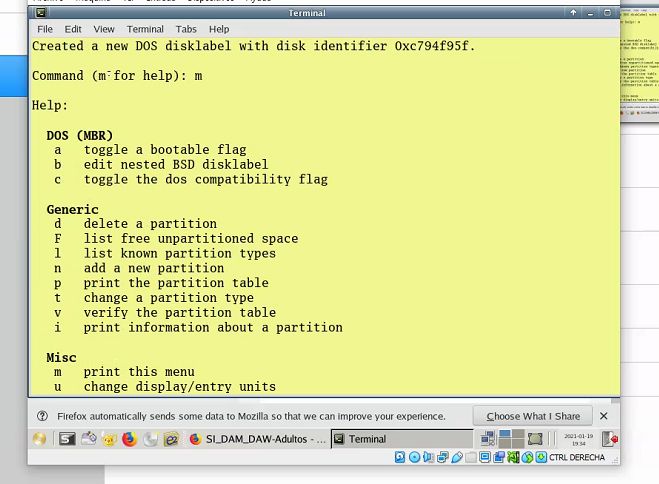 Terminal
File Edit View Terminal Tabs Help
Created a new DOS disklabel with disk identifier 0xc794f95f.
Command (m for help): m
Help:
DOS (MBR)
a toggle a bootable flag
b edit nested BSD disklabel
c toggle the dos compatibility flag
Generic
d delete a partition
F list free unpartitioned space
l list known partition types
n add a new partition
p print the partition table
t change a partition type
v verify the partition table
i print information about a partition
Misc
m print this menu
u change display/entry units
Firefox automatically sends some data to Mozilla so that we can improve your experience.
Choose What I Share
SI_DAM_DAW-Adultos - ...
Terminal
2021-01-19
19:34
CTRL DERECHA